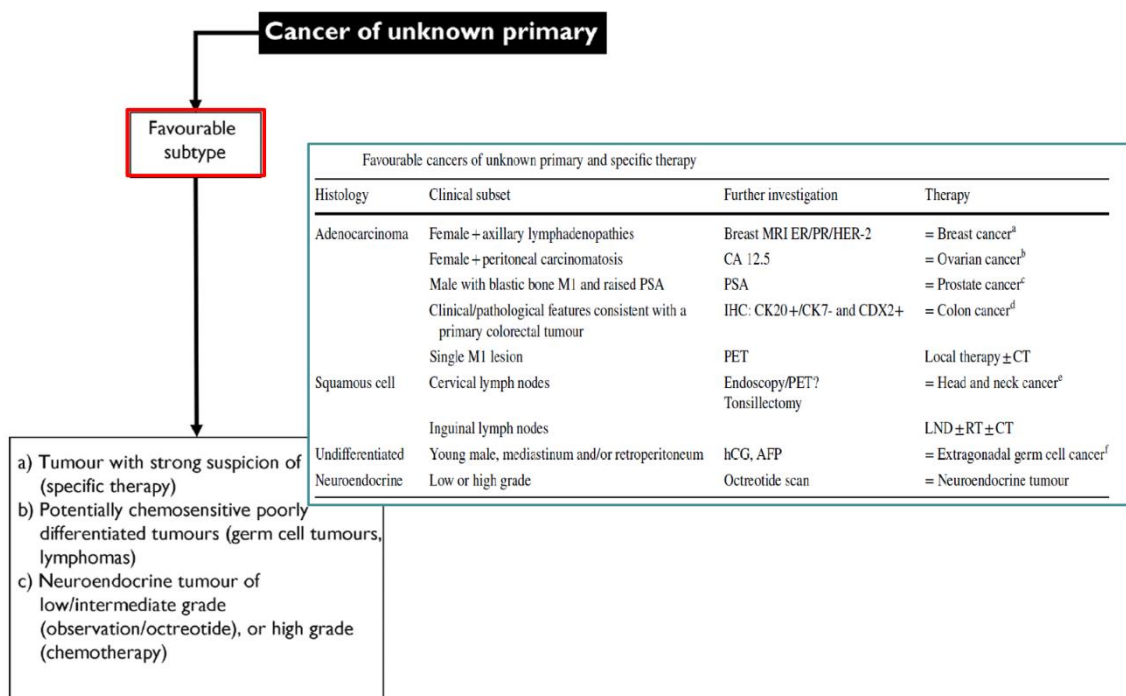 Cancer of unknown primary
Favourable
subtype
Favourable cancers of unknown primary and specific therapy
Histology Clinical subset Further investigation Therapy
Adenocarcinoma Female + axillary lymphadenopathies Breast MRI ER/PR/HER-2 = Breast cancerᵃ
Female + peritoneal carcinomatosis CA 12.5 = Ovarian cancerᵇ
Male with blastic bone M1 and raised PSA PSA = Prostate cancerᶜ
Clinical/pathological features consistent with a IHC: CK20+/CK7- and CDX2+ = Colon cancerᵈ
primary colorectal tumour
Single M1 lesion PET Local therapy ± CT
Squamous cell Cervical lymph nodes Endoscopy/PET? = Head and neck cancerᵉ
Tonsillectomy
Inguinal lymph nodes LND ± RT ± CT
Undifferentiated Young male, mediastinum and/or retroperitoneum hCG, AFP = Extragonadal germ cell cancerᶠ
Neuroendocrine Low or high grade Octreotide scan = Neuroendocrine tumour
a) Tumour with strong suspicion of
(specific therapy)
b) Potentially chemosensitive poorly
differentiated tumours (germ cell tumours,
lymphomas)
c) Neuroendocrine tumour of
low/intermediate grade
(observation/octreotide), or high grade
(chemotherapy)